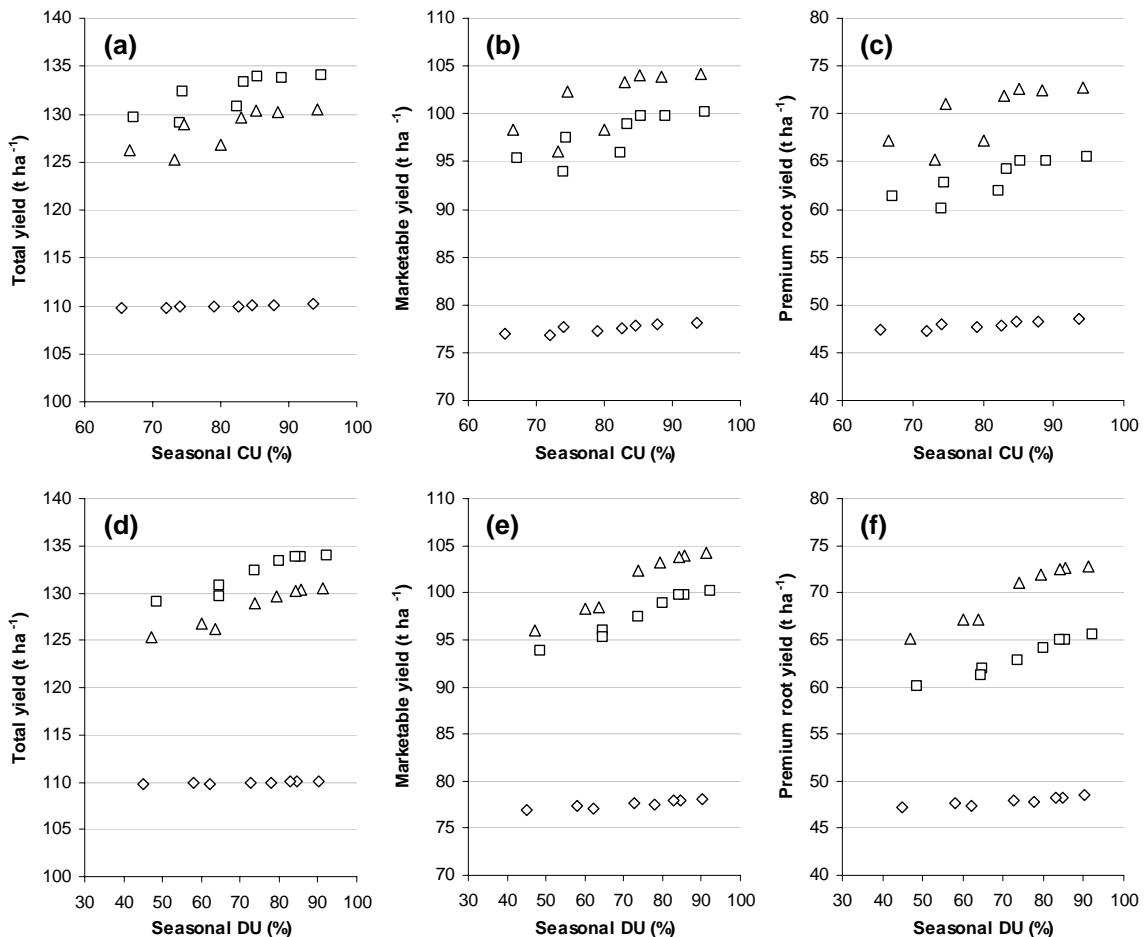 (a)
Total yield (t ha⁻¹)
140
135
130
125
120
115
110
105
100
60 70 80 90 100
Seasonal CU (%)
(b)
Marketable yield (t ha⁻¹)
110
105
100
95
90
85
80
75
70
60 70 80 90 100
Seasonal CU (%)
(c)
Premium root yield (t ha⁻¹)
80
75
70
65
60
55
50
45
40
60 70 80 90 100
Seasonal CU (%)
(d)
Total yield (t ha⁻¹)
140
135
130
125
120
115
110
105
100
30 40 50 60 70 80 90 100
Seasonal DU (%)
(e)
Marketable yield (t ha⁻¹)
110
105
100
95
90
85
80
75
70
30 40 50 60 70 80 90 100
Seasonal DU (%)
(f)
Premium root yield (t ha⁻¹)
80
75
70
65
60
55
50
45
40
30 40 50 60 70 80 90 100
Seasonal DU (%)